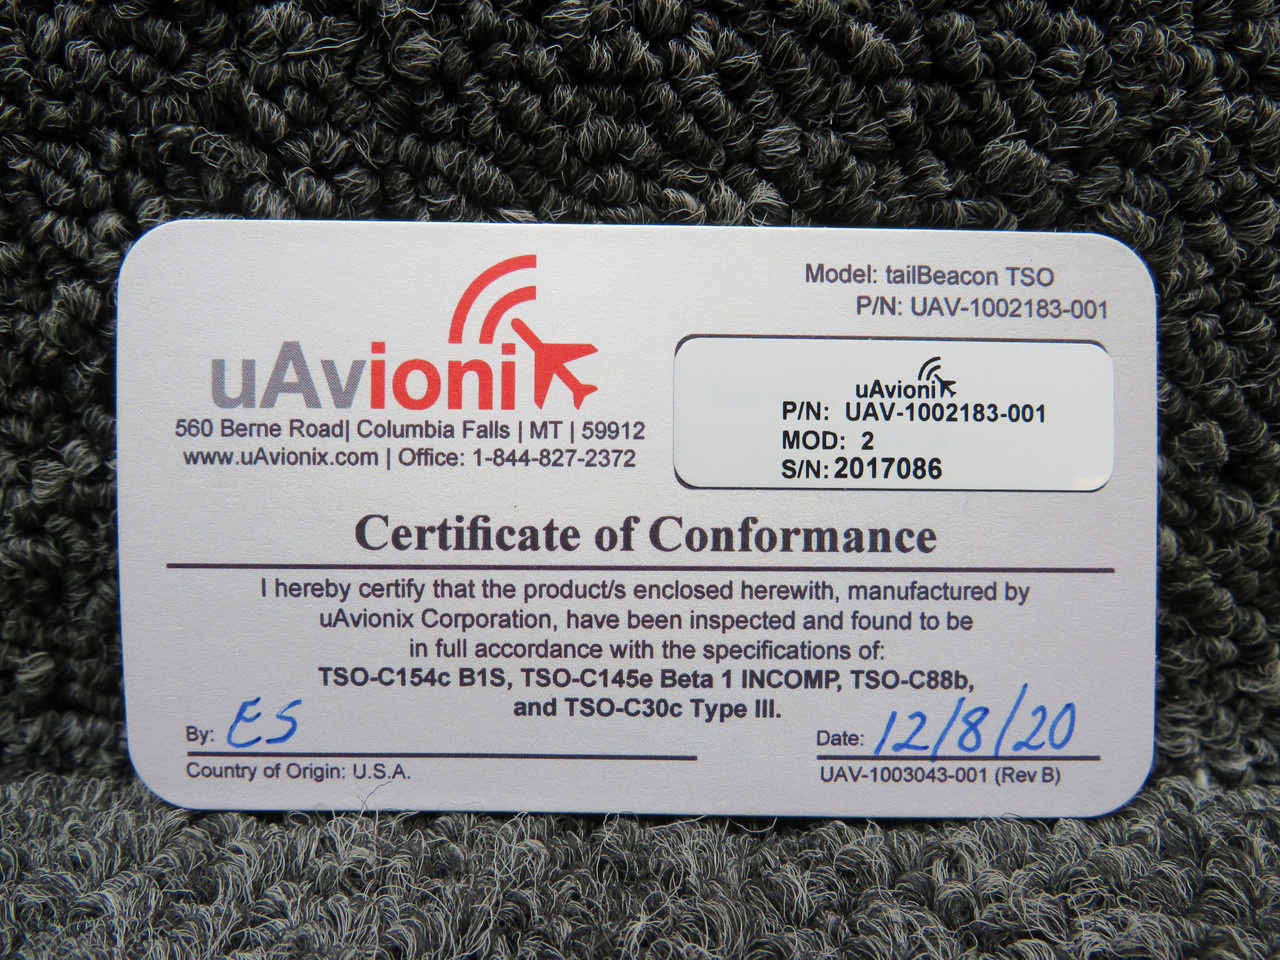 uAvionix
560 Berne Road| Columbia Falls | MT | 59912
www.uAvionix.com | Office: 1-844-827-2372
Model: tailBeacon TSO
P/N: UAV-1002183-001
uAvionix
P/N: UAV-1002183-001
MOD: 2
S/N: 2017086
Certificate of Conformance
I hereby certify that the product/s enclosed herewith, manufactured by
uAvionix Corporation, have been inspected and found to be
in full accordance with the specifications of:
TSO-C154c B1S, TSO-C145e Beta 1 INCOMP, TSO-C88b,
and TSO-C30c Type III.
By: ES
Date: 12/8/20
Country of Origin: U.S.A.
UAV-1003043-001 (Rev B)